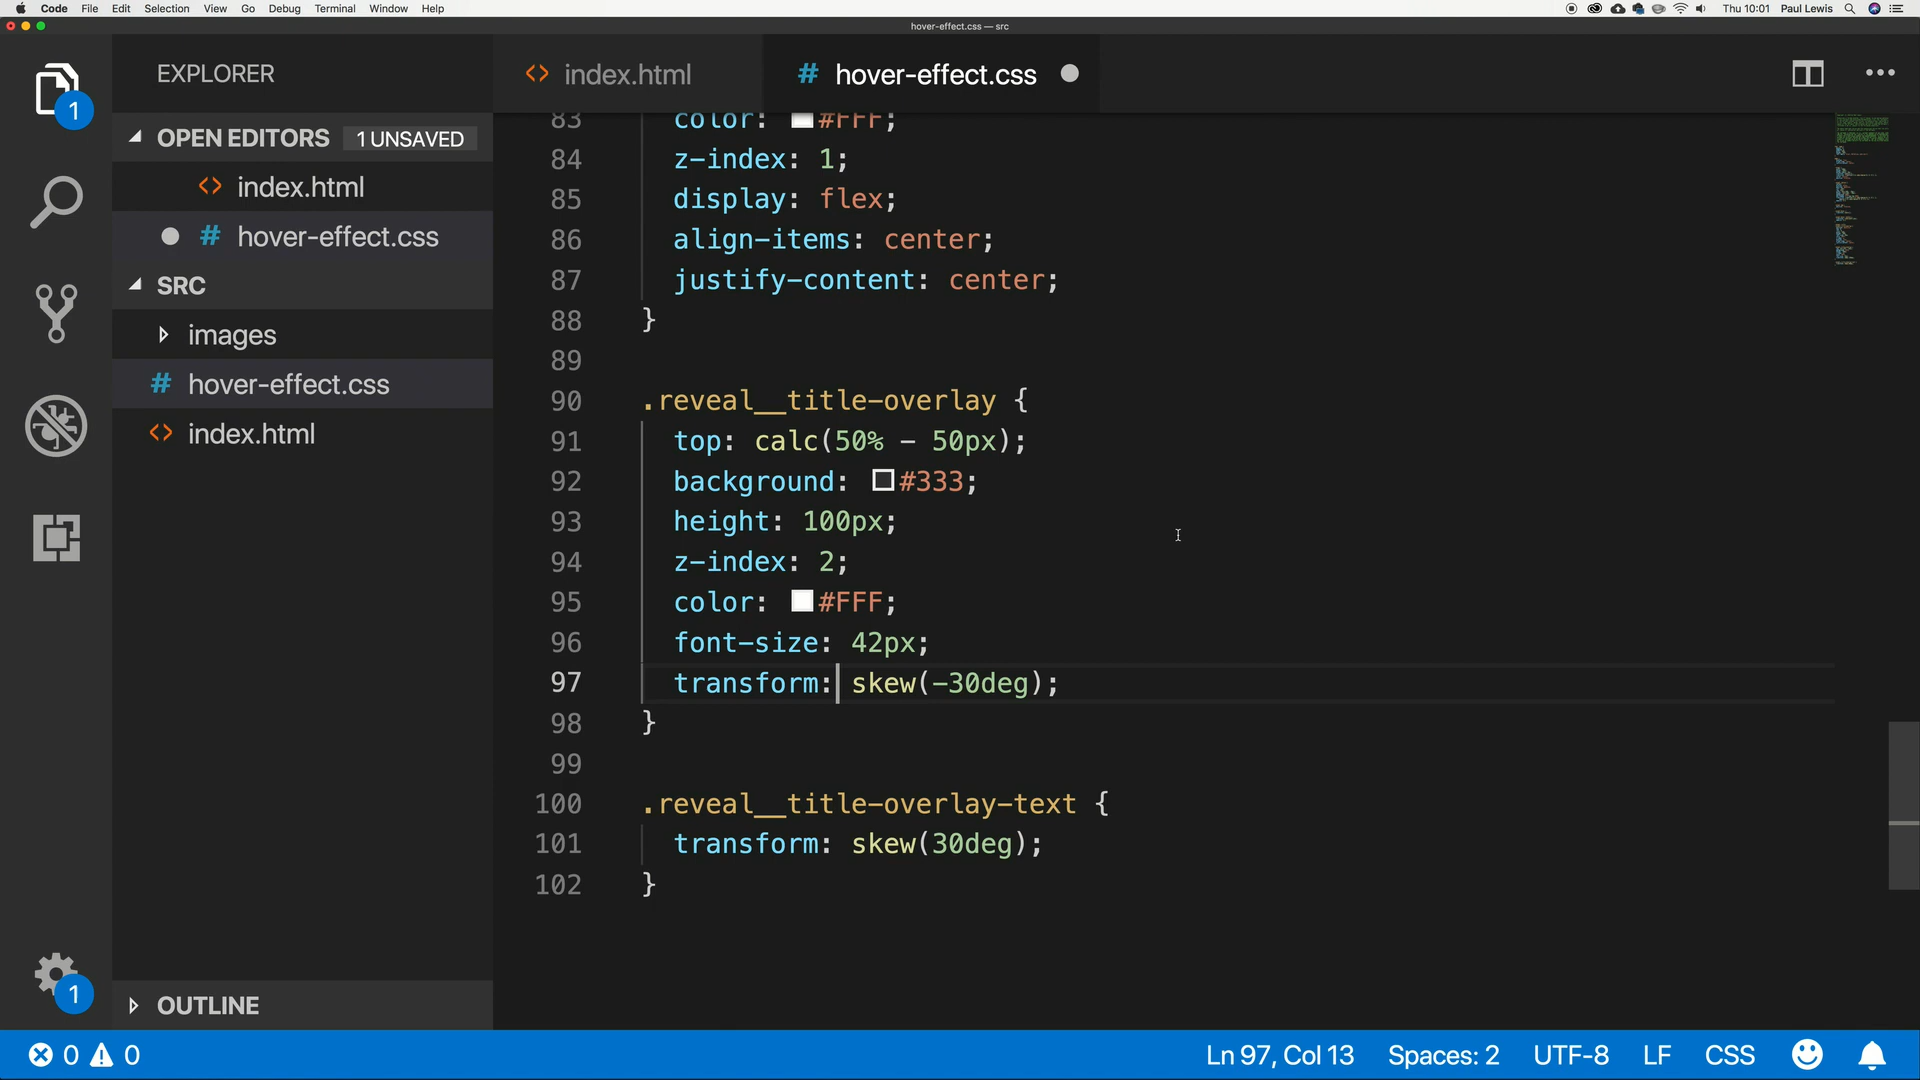 Code File Edit Selection View Go Debug Terminal Window Help
Thu 10:01 Paul Lewis
hover-effect.css — src
EXPLORER
index.html
hover-effect.css
1
OPEN EDITORS 1 UNSAVED
index.html
hover-effect.css
SRC
images
hover-effect.css
index.html
83 color: #FFF;
84 z-index: 1;
85 display: flex;
86 align-items: center;
87 justify-content: center;
88 }
89
90 .reveal__title-overlay {
91 top: calc(50% - 50px);
92 background: #333;
93 height: 100px;
94 z-index: 2;
95 color: #FFF;
96 font-size: 42px;
97 transform: skew(-30deg);
98 }
99
100 .reveal__title-overlay-text {
101 transform: skew(30deg);
102 }
1
OUTLINE
0 0
Ln 97, Col 13 Spaces: 2 UTF-8 LF CSS